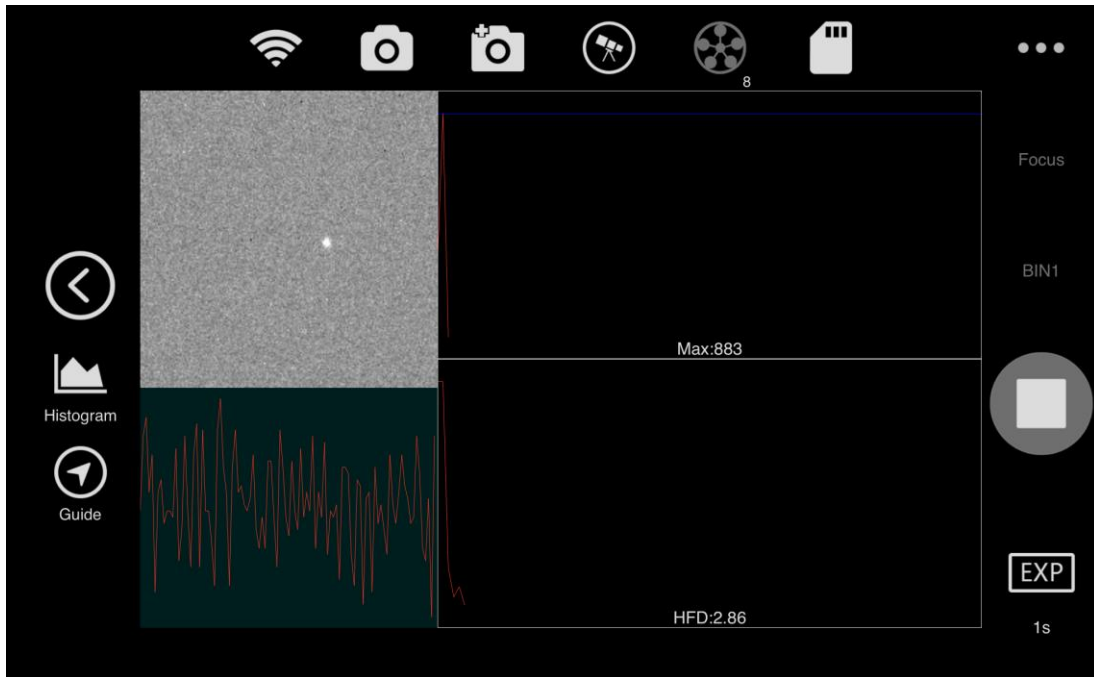 8
Focus
BIN1
Max:883
Histogram
Guide
HFD:2.86
EXP
1s